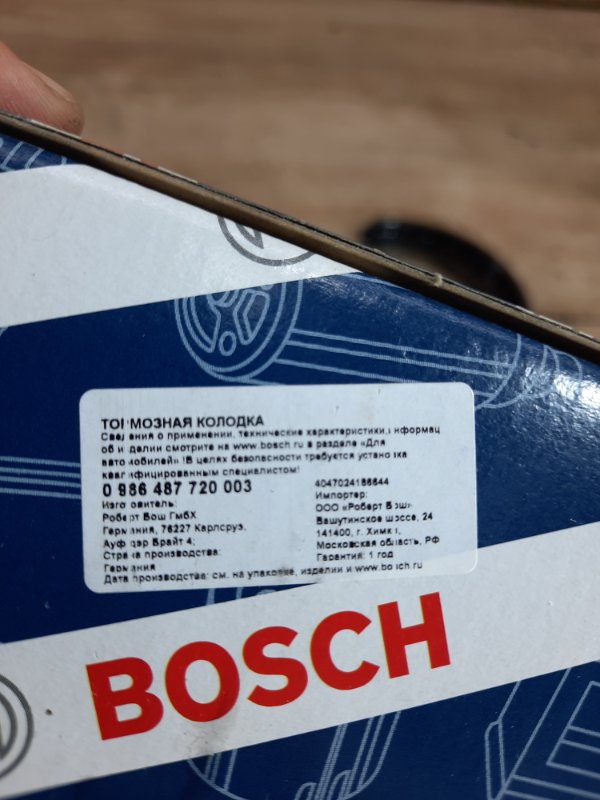 ТОРМОЗНАЯ КОЛОДКА
Сведения о применении, технические характеристики, информац
об изделии смотрите на www.bosch.ru в разделе «Для
автомобилей» !В целях безопасности требуется установка
квалифицированным специалистом!
0 986 487 720 003
Изготовитель:
Роберт Бош ГмбХ
Германия, 76227 Карлсруэ,
Ауф дер Брайт 4;
Страна производства:
Германия
4047024186644
Импортер:
ООО «Роберт Бош»
Вашутинское шоссе, 24
141400, г. Химки,
Московская область, РФ
Гарантия: 1 год
Дата производства: см. на упаковке, изделии и www.bosch.ru
BOSCH